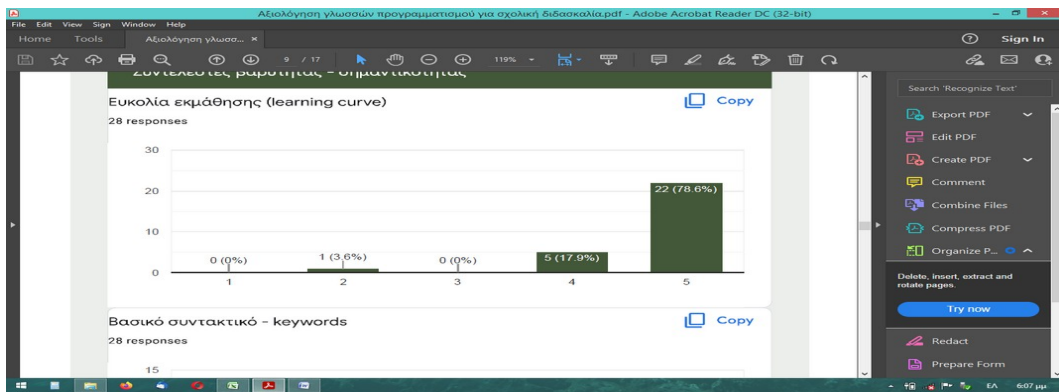 Αξιολόγηση γλωσσών προγραμματισμού για σχολική διδασκαλία.pdf - Adobe Acrobat Reader DC (32-bit)
File Edit View Sign Window Help
Home Tools Αξιολόγηση γλωσσ... × Sign In
9 / 17 119%
Συντελεστές βαρύτητας - σημαντικότητας
Ευκολία εκμάθησης (learning curve) Copy
28 responses
30
20
10
0
0 (0%) 1 (3.6%) 0 (0%) 5 (17.9%) 22 (78.6%)
1 2 3 4 5
Βασικό συντακτικό - keywords Copy
28 responses
15
Search 'Recognize Text'
Export PDF
Edit PDF
Create PDF
Comment
Combine Files
Compress PDF
Organize P...
Delete, insert, extract and
rotate pages.
Try now
Redact
Prepare Form
ΕΛ 6:07 μμ